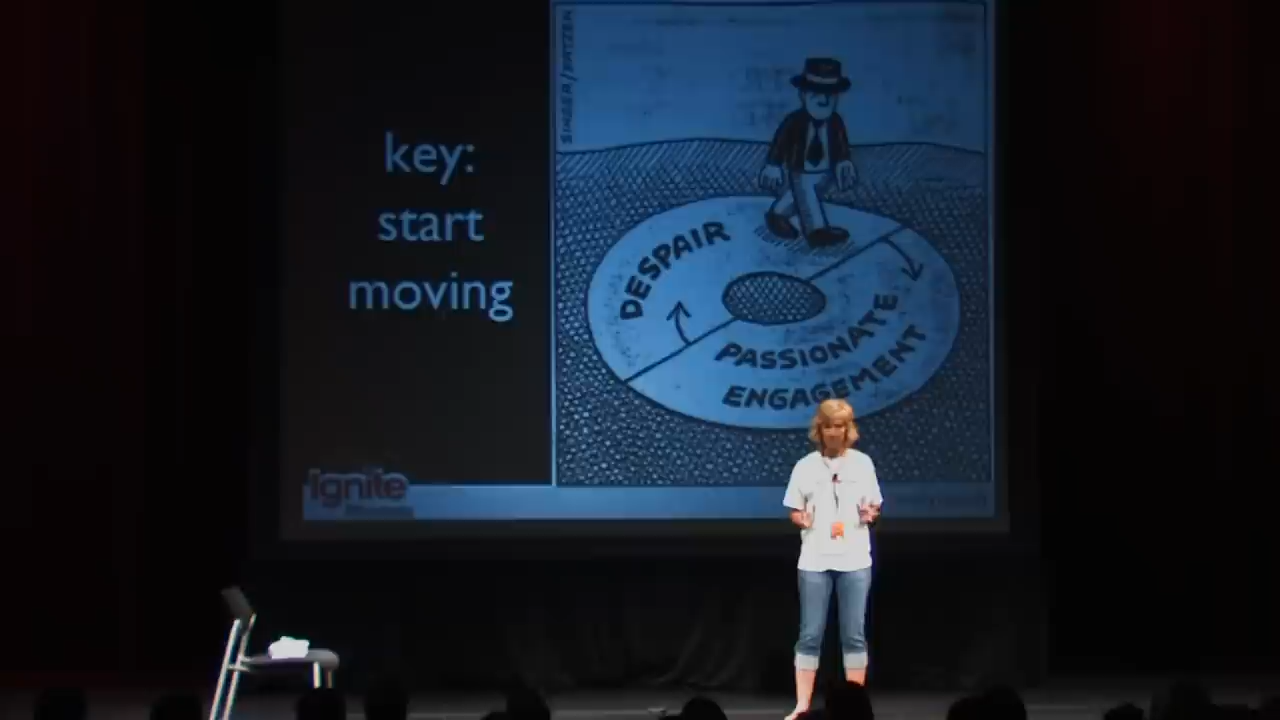 key:
start
moving
DESPAIR
PASSIONATE
ENGAGEMENT
ignite